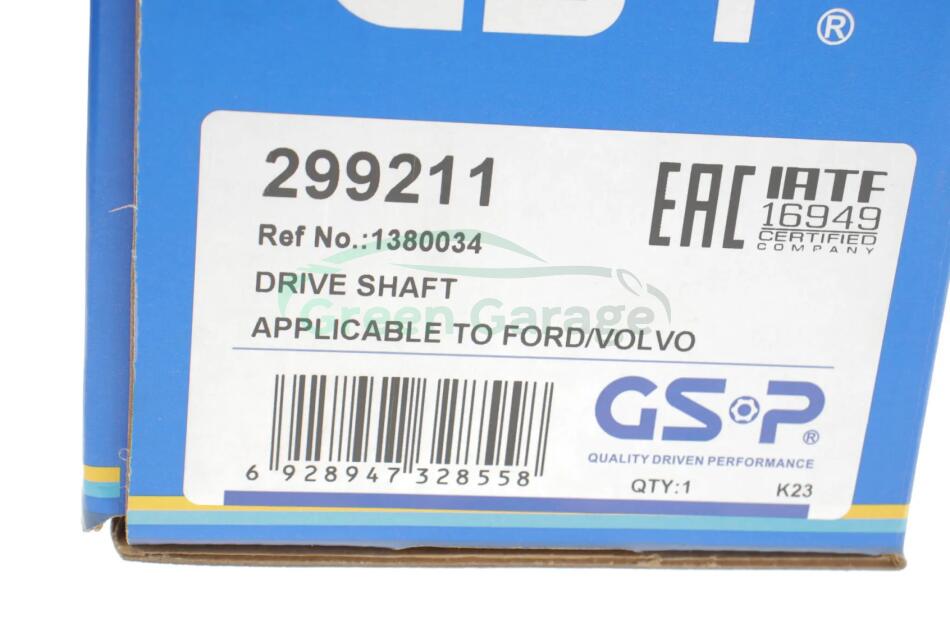 GSP®
299211
Ref No.:1380034
DRIVE SHAFT
APPLICABLE TO FORD/VOLVO
EAC
IATF
16949
CERTIFIED
COMPANY
Green Garage
6 928947 328558
GSP®
QUALITY DRIVEN PERFORMANCE
QTY:1
K23